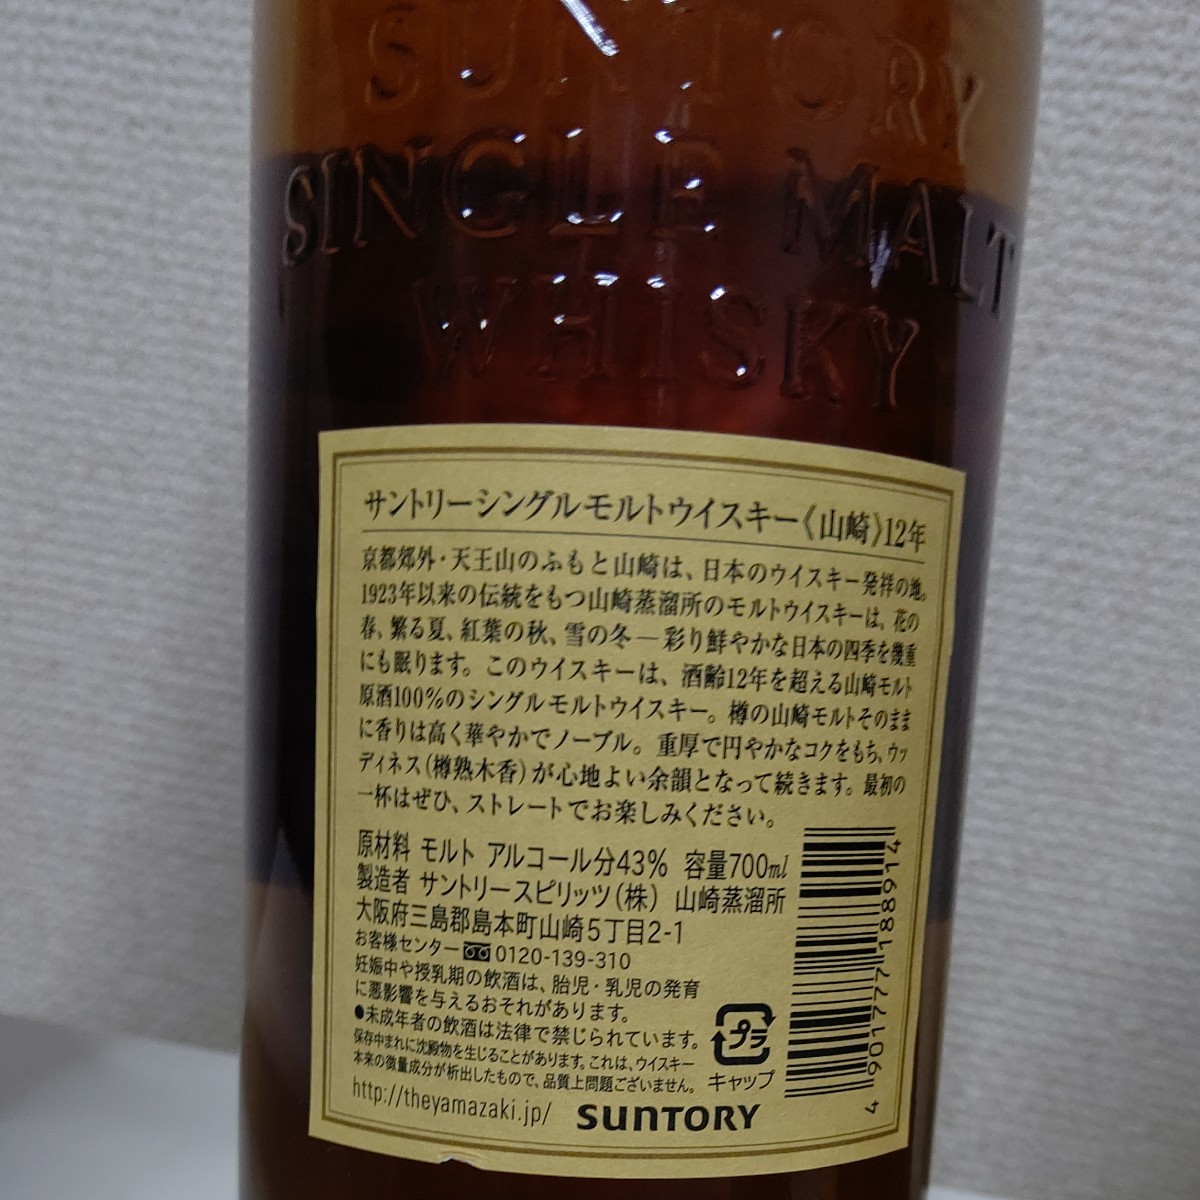 SUNTORY
SINGLE MALT
WHISKY
サントリーシングルモルトウイスキー《山崎》12年
京都郊外・天王山のふもと山崎は、日本のウイスキー発祥の地。
1923年以来の伝統をもつ山崎蒸溜所のモルトウイスキーは、花の
春、繁る夏、紅葉の秋、雪の冬―彩り鮮やかな日本の四季を幾重
にも眠ります。このウイスキーは、酒齢12年を超える山崎モルト
原酒100%のシングルモルトウイスキー。樽の山崎モルトそのまま
に香りは高く華やかでノーブル。重厚で円やかなコクをもち、ウッ
ディネス(樽熟木香)が心地よい余韻となって続きます。最初の
一杯はぜひ、ストレートでお楽しみください。
原材料 モルト アルコール分43% 容量700ml
製造者 サントリースピリッツ(株) 山崎蒸溜所
大阪府三島郡島本町山崎5丁目2-1
お客様センター 0120-139-310
妊娠中や授乳期の飲酒は、胎児・乳児の発育
に悪影響を与えるおそれがあります。
●未成年者の飲酒は法律で禁じられています。
保存中まれに沈殿物を生じることがあります。これは、ウイスキー
本来の微量成分が析出したもので、品質上問題ございません。
http://theyamazaki.jp/
SUNTORY
プラ
キャップ
4 901777 188914